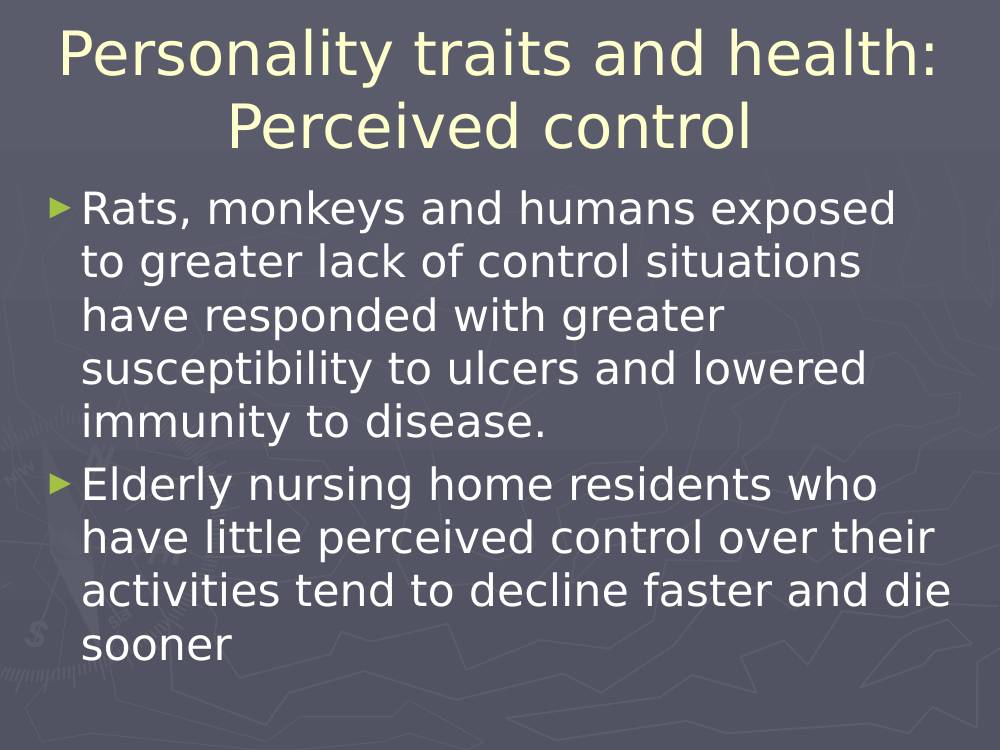 Personality traits and health:
Perceived control
►Rats, monkeys and humans exposed
to greater lack of control situations
have responded with greater
susceptibility to ulcers and lowered
immunity to disease.
►Elderly nursing home residents who
have little perceived control over their
activities tend to decline faster and die
sooner
NW
N
S
SE